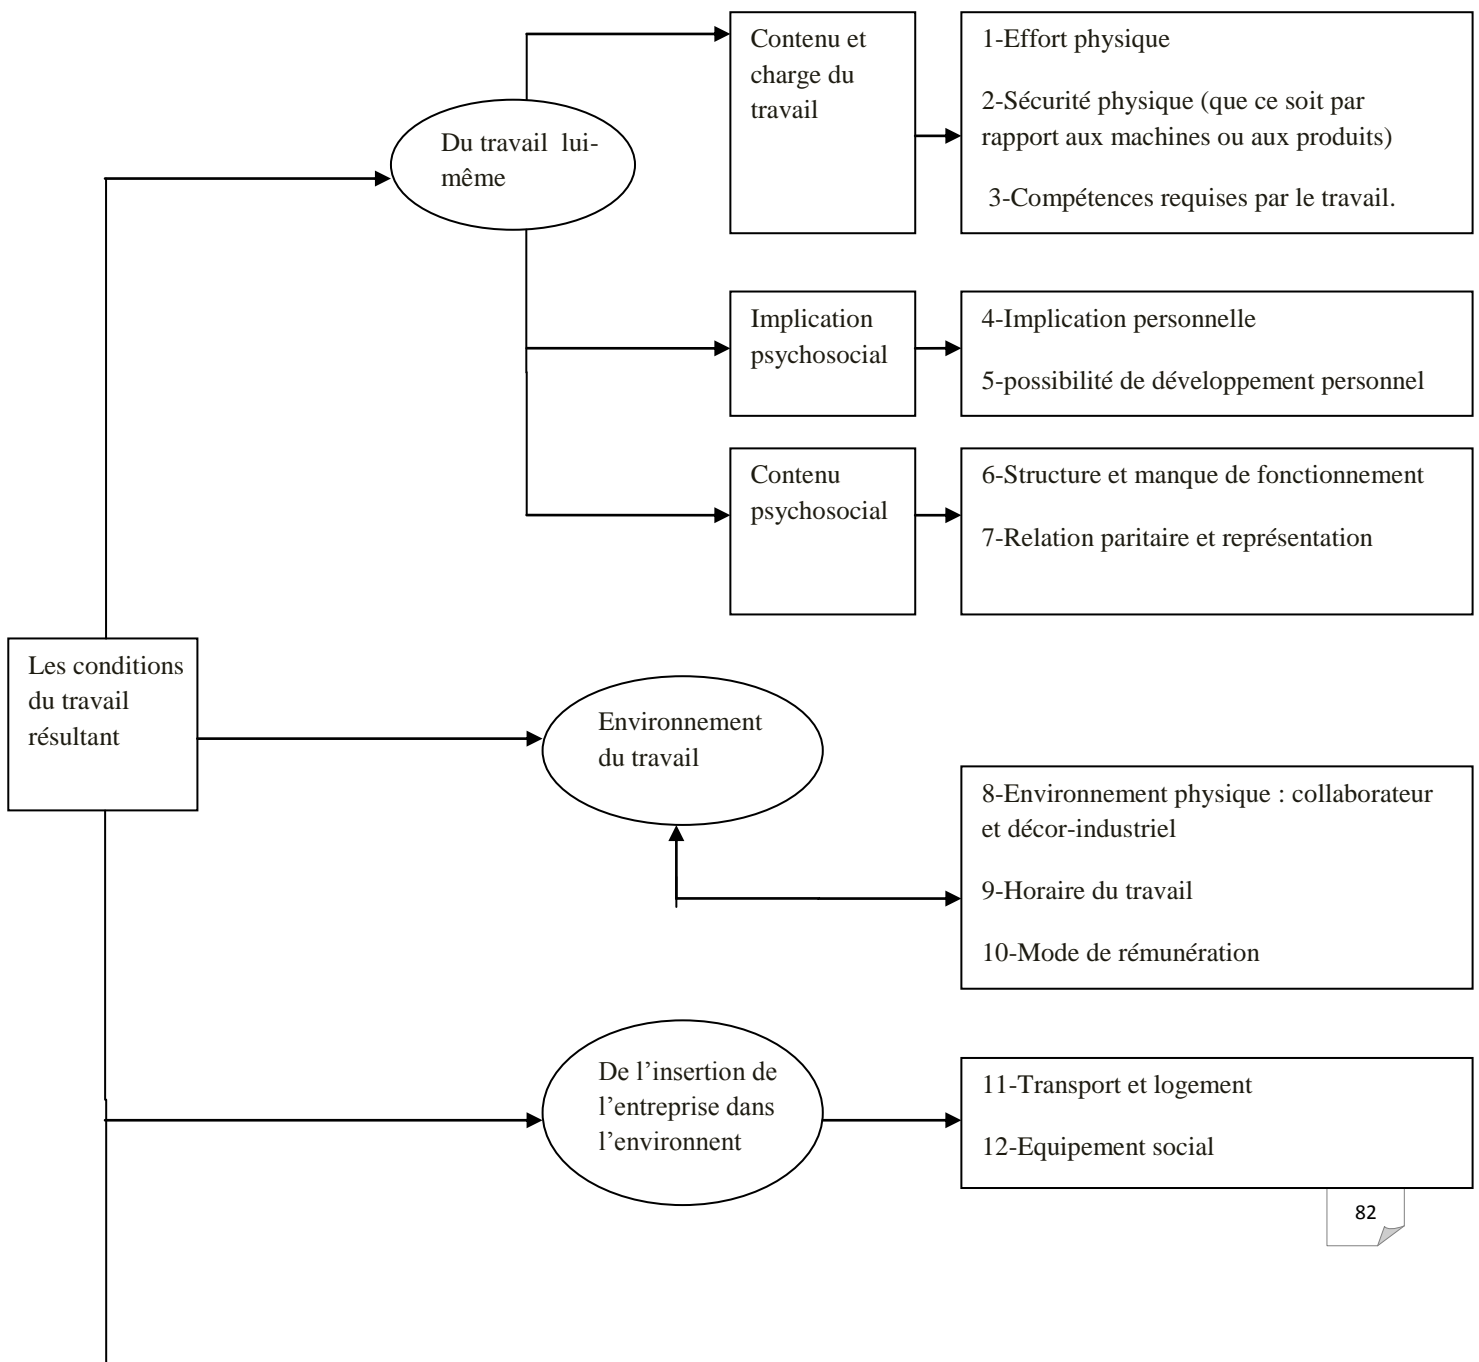 Contenu et
charge du
travail
1-Effort physique
2-Sécurité physique (que ce soit par
rapport aux machines ou aux produits)
3-Compétences requises par le travail.
Du travail lui-
même
Implication
psychosocial
4-Implication personnelle
5-possibilité de développement personnel
Contenu
psychosocial
6-Structure et manque de fonctionnement
7-Relation paritaire et représentation
Les conditions
du travail
résultant
Environnement
du travail
8-Environnement physique : collaborateur
et décor-industriel
9-Horaire du travail
10-Mode de rémunération
De l’insertion de
l’entreprise dans
l’environnent
11-Transport et logement
12-Equipement social
82